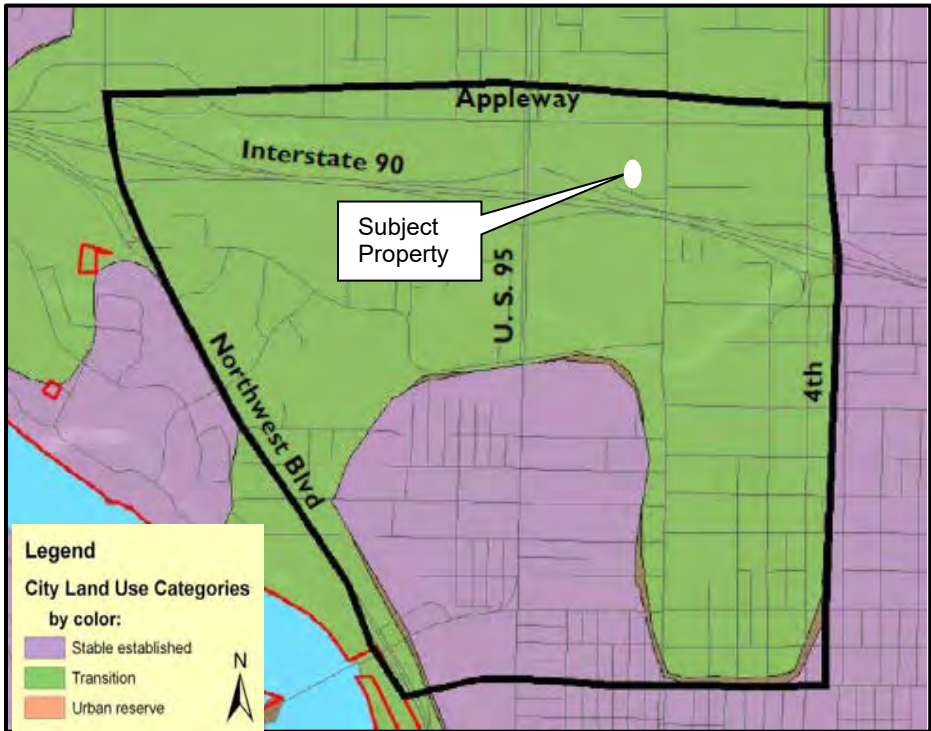 Appleway
Interstate 90
Subject
Property
U. S. 95
Northwest Blvd
4th
Legend
City Land Use Categories
by color:
Stable established
Transition
Urban reserve
N